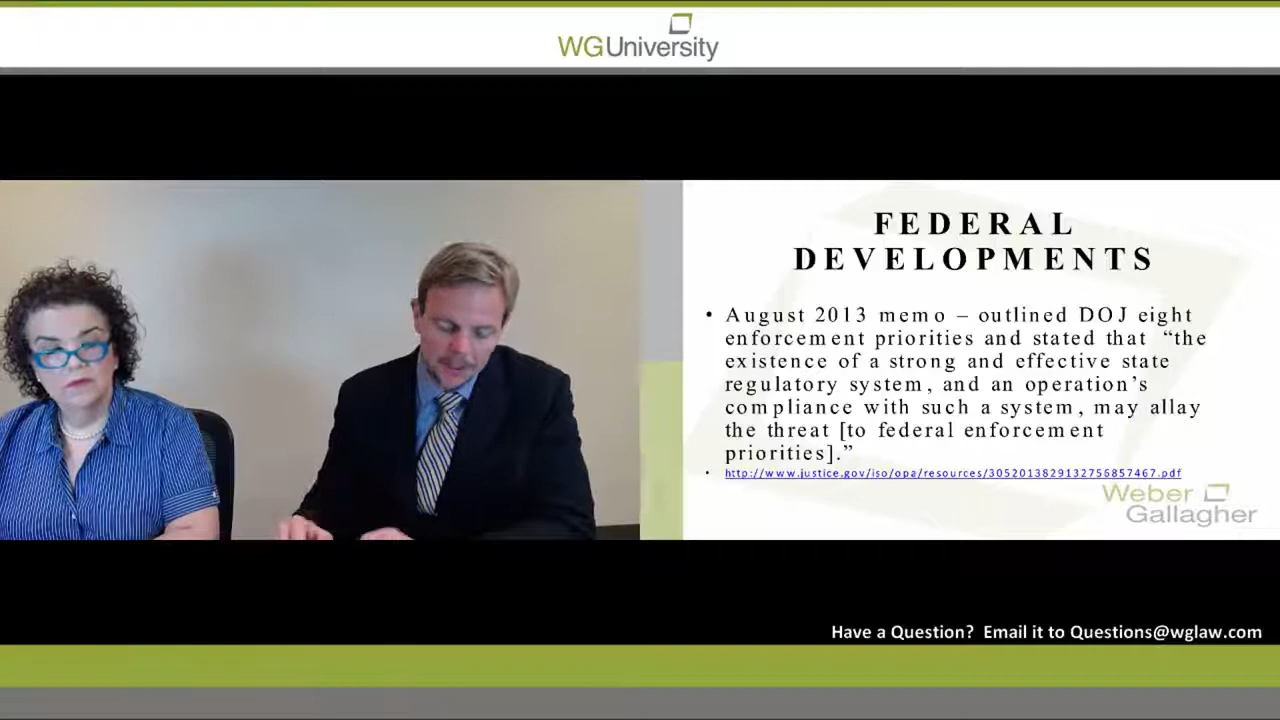 WGUniversity
FEDERAL
DEVELOPMENTS
• August 2013 memo – outlined DOJ eight
enforcement priorities and stated that “the
existence of a strong and effective state
regulatory system, and an operation’s
compliance with such a system, may allay
the threat [to federal enforcement
priorities].”
• http://www.justice.gov/iso/opa/resources/3052013829132756857467.pdf
Weber
Gallagher
Have a Question? Email it to Questions@wglaw.com